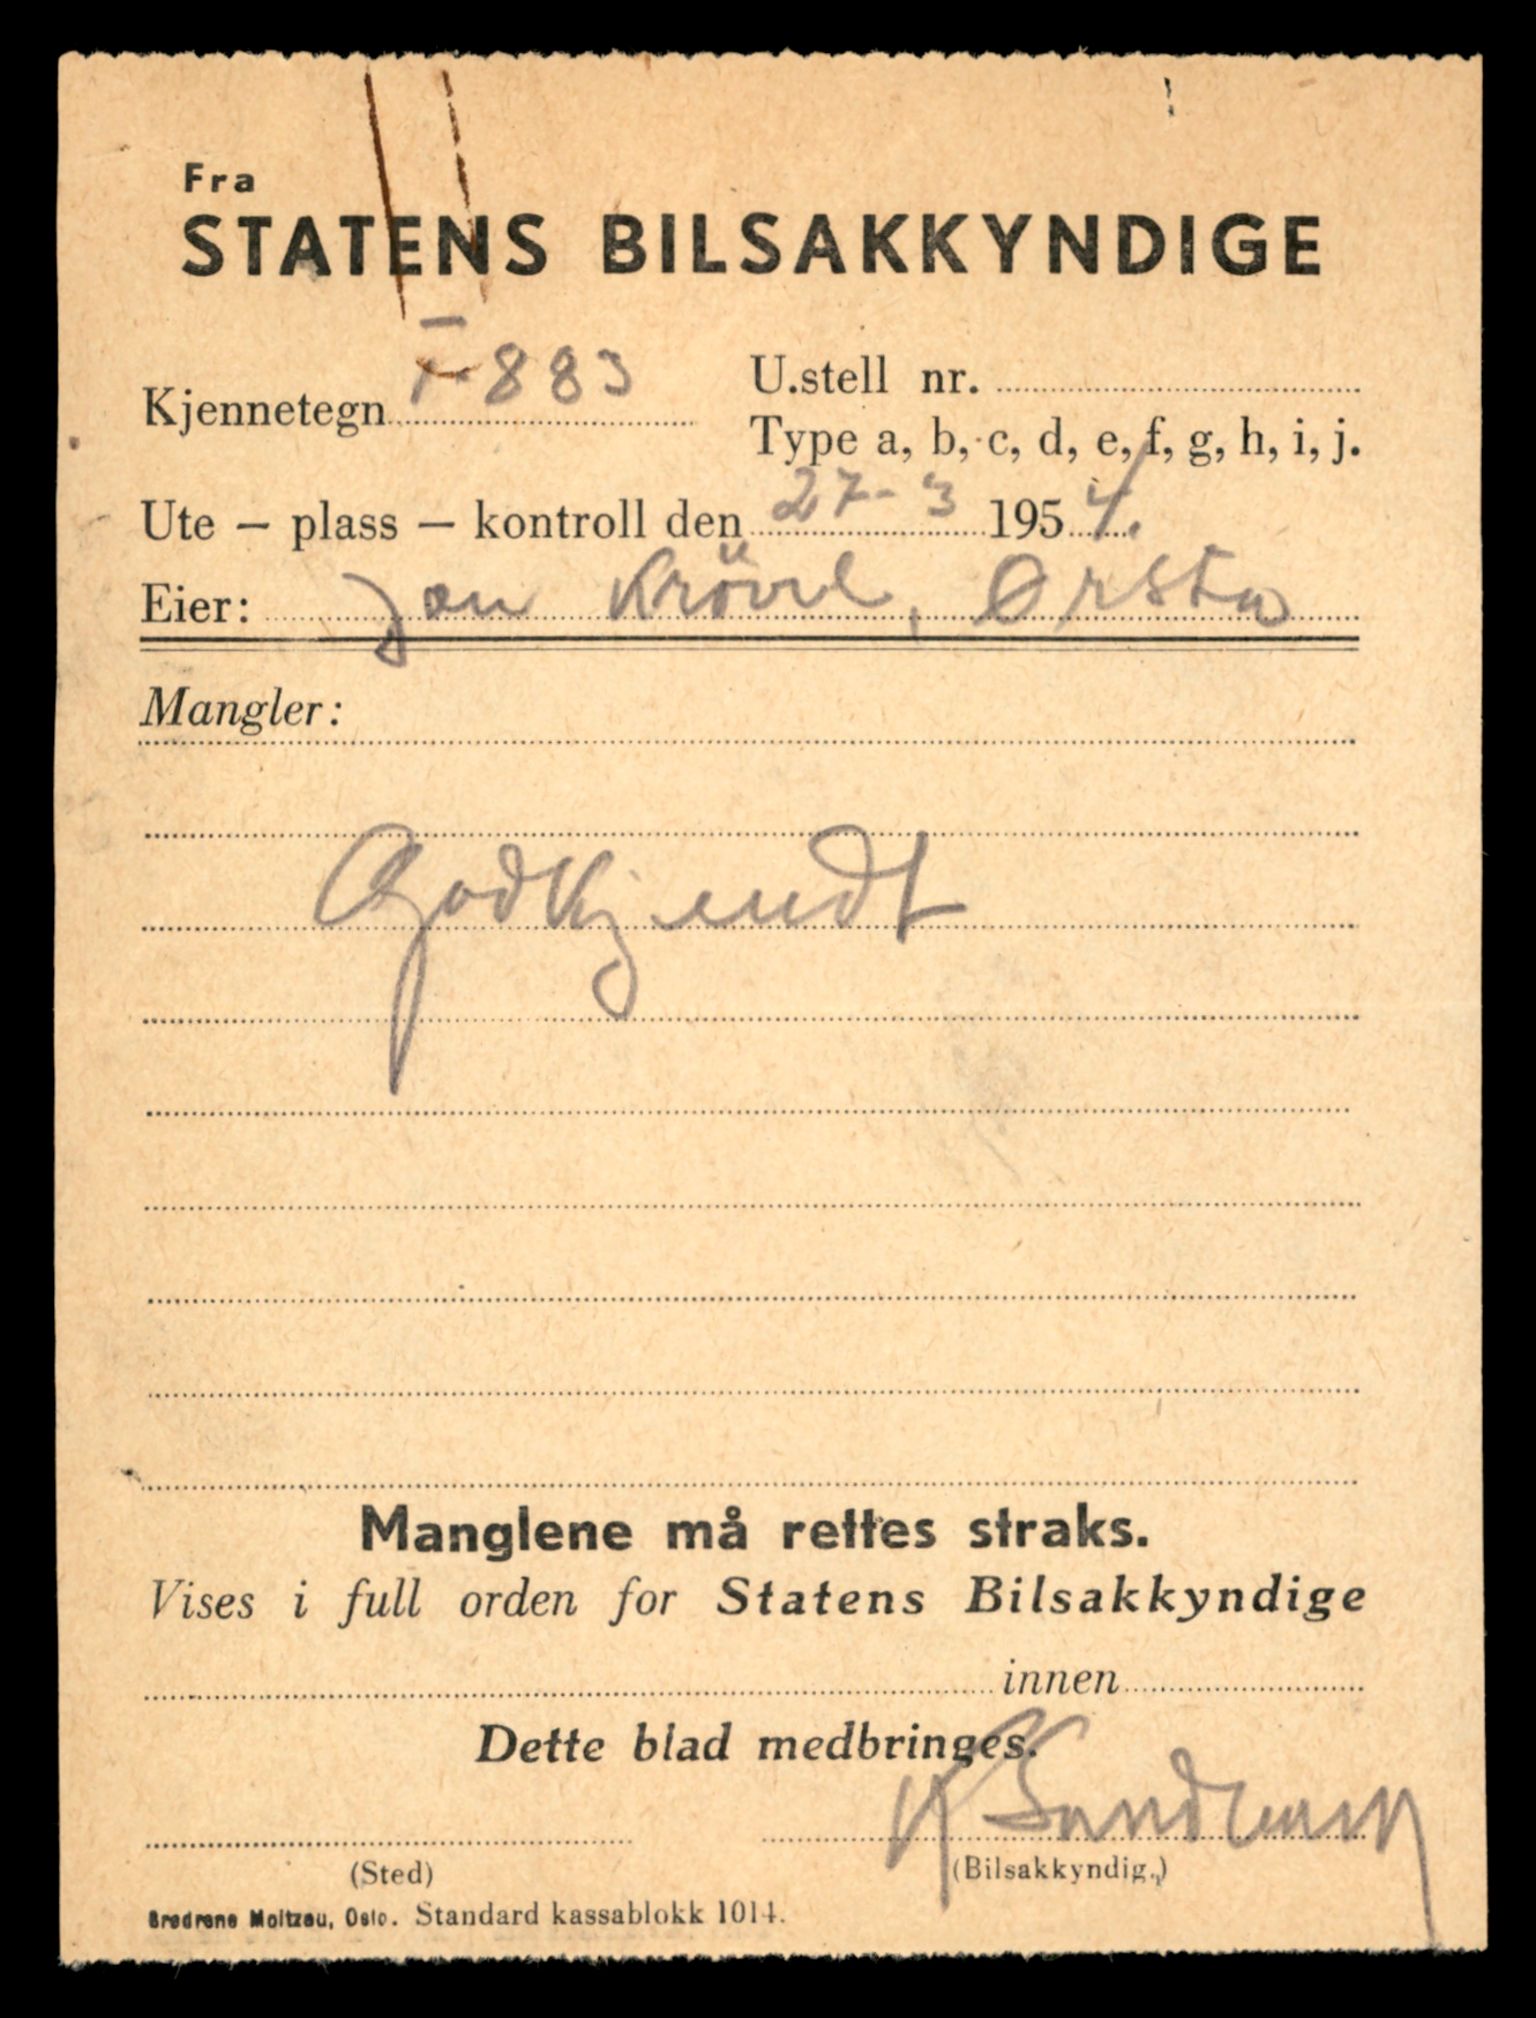 Fra
STATENS BILSAKKYNDIGE
Kjennetegn 883
U.stell nr.
Type a, b, c, d, e, f, g, h, i, j.
Ute – plass – kontroll den 27-3 1954.
Eier: Jan Krövel, Ørsta
Mangler:
Godkjendt
Manglene må rettes straks.
Vises i full orden for Statens Bilsakkyndige
innen
Dette blad medbringes.
(Sted)
(Bilsakkyndig.)
Brødrene Moltzau, Oslo. Standard kassablokk 1014.